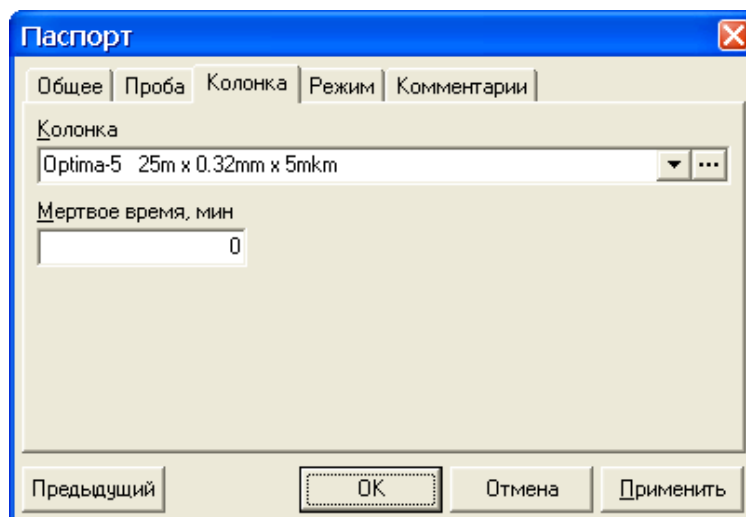 Паспорт
Общее Проба Колонка Режим Комментарии
Колонка
Optima-5 25m x 0.32mm x 5mkm
Мертвое время, мин
0
Предыдущий OK Отмена Применить